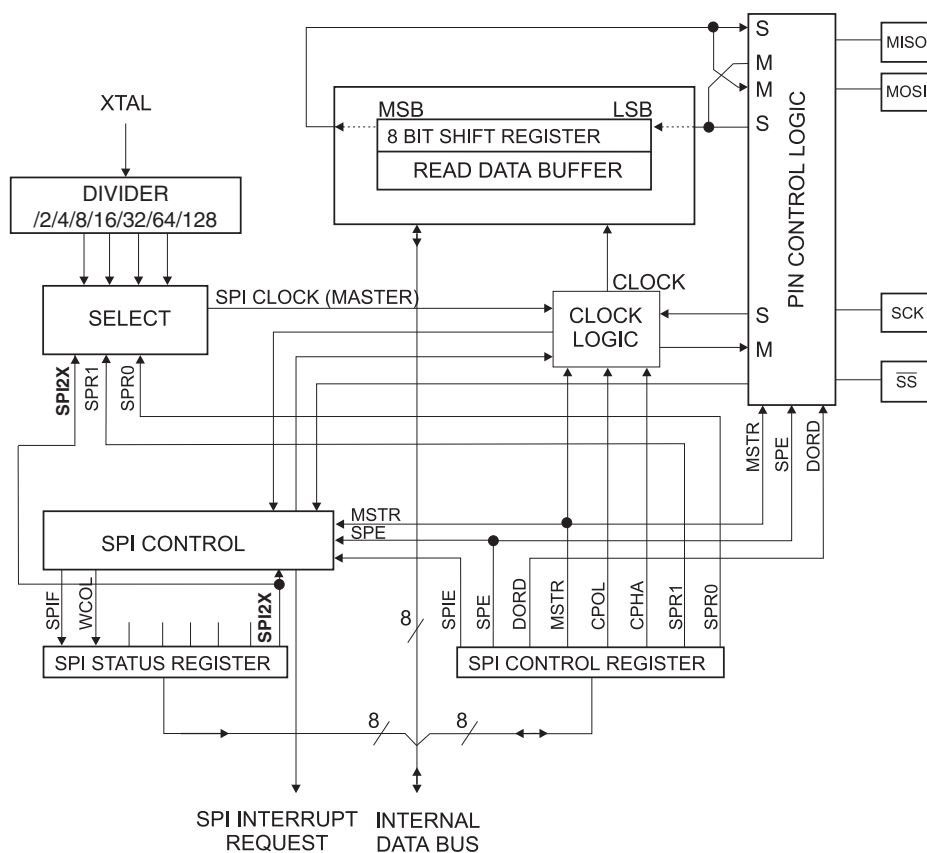 S
MISO
M
M
MOSI
XTAL
MSB
LSB
S
8 BIT SHIFT REGISTER
READ DATA BUFFER
DIVIDER
/2/4/8/16/32/64/128
PIN CONTROL LOGIC
SPI CLOCK (MASTER)
CLOCK
SELECT
CLOCK
LOGIC
S
SCK
M
SPI2X
SPR1
SPR0
SS
MSTR
SPE
DORD
SPI CONTROL
MSTR
SPE
SPIF
WCOL
SPI2X
8
SPIE
SPE
DORD
MSTR
CPOL
CPHA
SPR1
SPR0
SPI STATUS REGISTER
SPI CONTROL REGISTER
8
8
SPI INTERRUPT
REQUEST
INTERNAL
DATA BUS